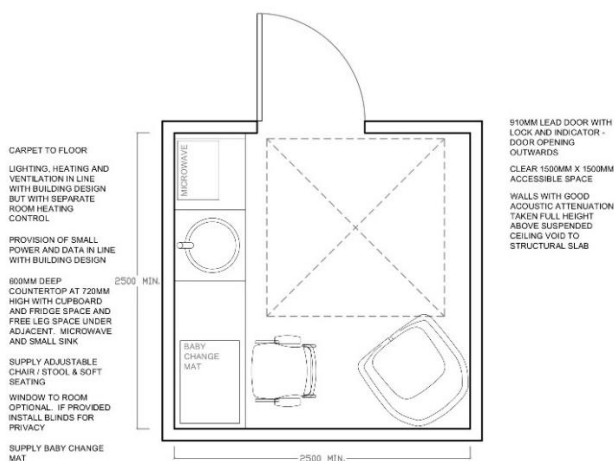 CARPET TO FLOOR
LIGHTING, HEATING AND
VENTILATION IN LINE
WITH BUILDING DESIGN
BUT WITH SEPARATE
ROOM HEATING
CONTROL
PROVISION OF SMALL
POWER AND DATA IN LINE
WITH BUILDING DESIGN
600MM DEEP
COUNTERTOP AT 720MM
HIGH WITH CUPBOARD
AND FRIDGE SPACE AND
FREE LEG SPACE UNDER
ADJACENT. MICROWAVE
AND SMALL SINK
SUPPLY ADJUSTABLE
CHAIR / STOOL & SOFT
SEATING
WINDOW TO ROOM
OPTIONAL. IF PROVIDED
INSTALL BLINDS FOR
PRIVACY
SUPPLY BABY CHANGE
MAT
2500 MIN.
MICROWAVE
BABY
CHANGE
MAT
2500 MIN.
910MM LEAD DOOR WITH
LOCK AND INDICATOR -
DOOR OPENING
OUTWARDS
CLEAR 1500MM X 1500MM
ACCESSIBLE SPACE
WALLS WITH GOOD
ACOUSTIC ATTENUATION
TAKEN FULL HEIGHT
ABOVE SUSPENDED
CEILING VOID TO
STRUCTURAL SLAB